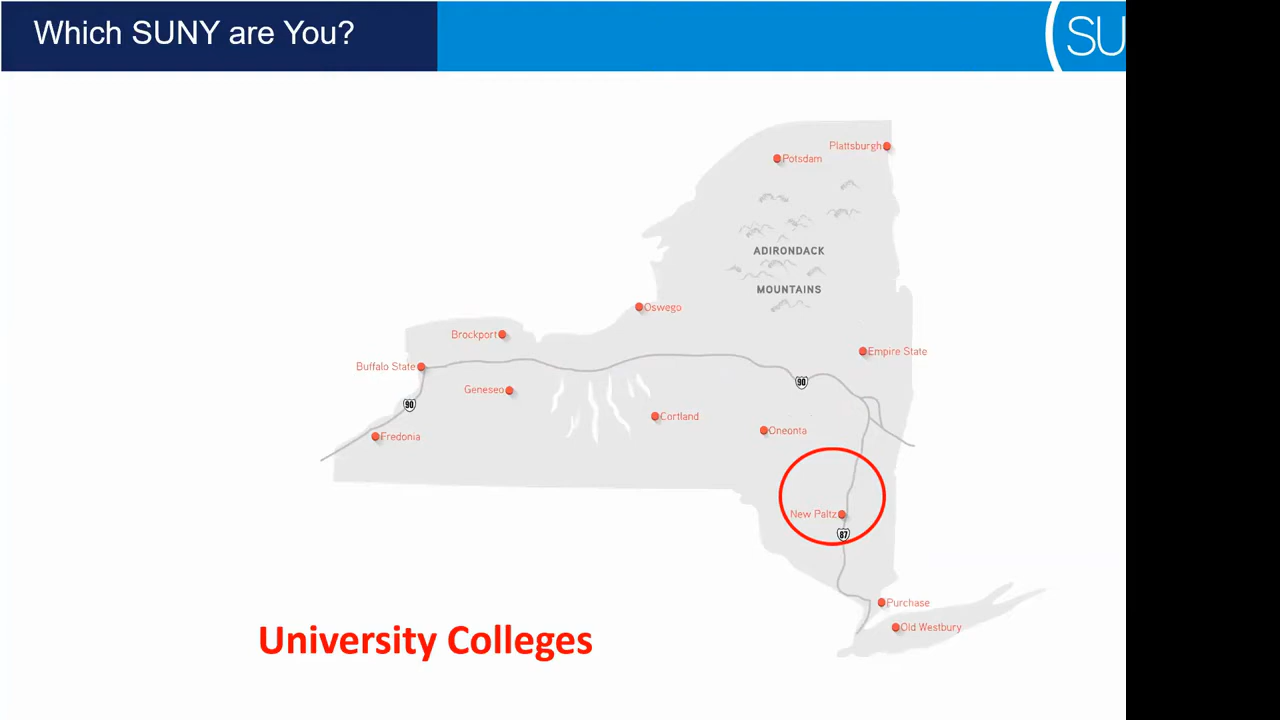 Which SUNY are You?
SU
Plattsburgh
Potsdam
ADIRONDACK
MOUNTAINS
Oswego
Brockport
Empire State
Buffalo State
90
Geneseo
90
Cortland
Oneonta
Fredonia
New Paltz
87
Purchase
Old Westbury
University Colleges